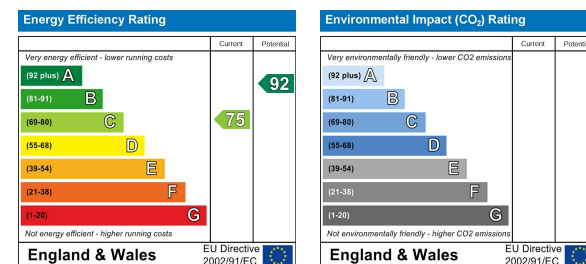 Energy Efficiency Rating
Current Potential
Very energy efficient - lower running costs
(92 plus) A
(81-91) B
(69-80) C
(55-68) D
(39-54) E
(21-38) F
(1-20) G
92
75
Not energy efficient - higher running costs
England & Wales
EU Directive
2002/91/EC
Environmental Impact (CO₂) Rating
Current Potenti
Very environmentally friendly - lower CO2 emissions
(92 plus) A
(81-91) B
(69-80) C
(55-68) D
(39-54) E
(21-38) F
(1-20) G
Not environmentally friendly - higher CO2 emissions
England & Wales
EU Directive
2002/91/EC